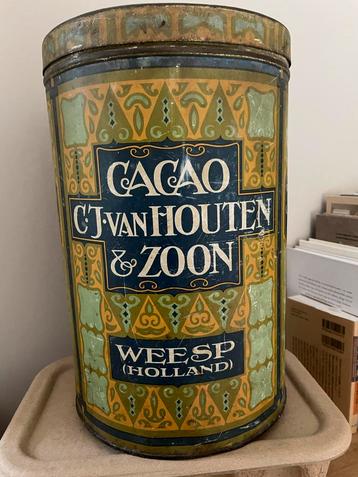 CACAO
C.J. VAN HOUTEN
& ZOON
WEESP
(HOLLAND)